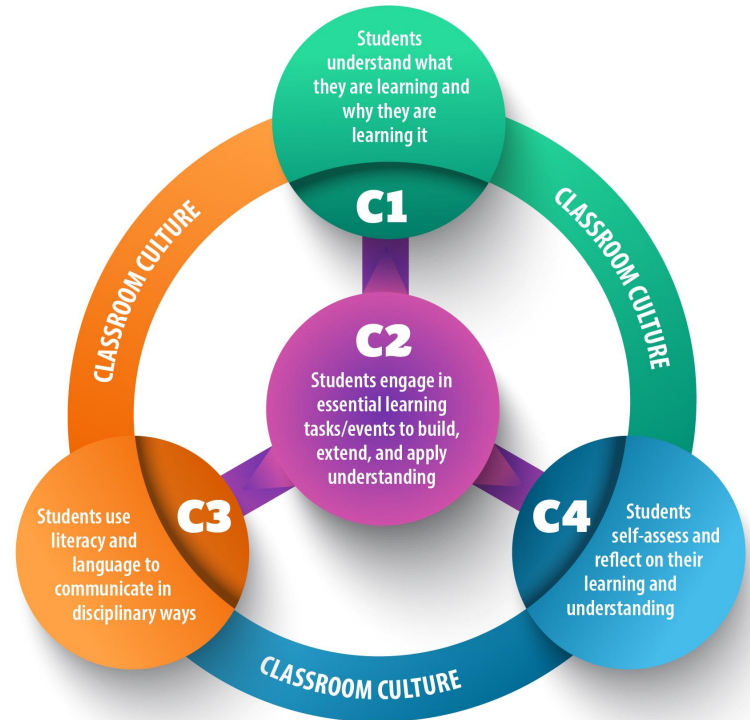 Students
understand what
they are learning and
why they are
learning it
C1
CLASSROOM CULTURE
CLASSROOM CULTURE
C2
Students engage in
essential learning
tasks/events to build,
extend, and apply
understanding
C3
Students use
literacy and
language to
communicate in
disciplinary ways
C4
Students
self-assess and
reflect on their
learning and
understanding
CLASSROOM CULTURE